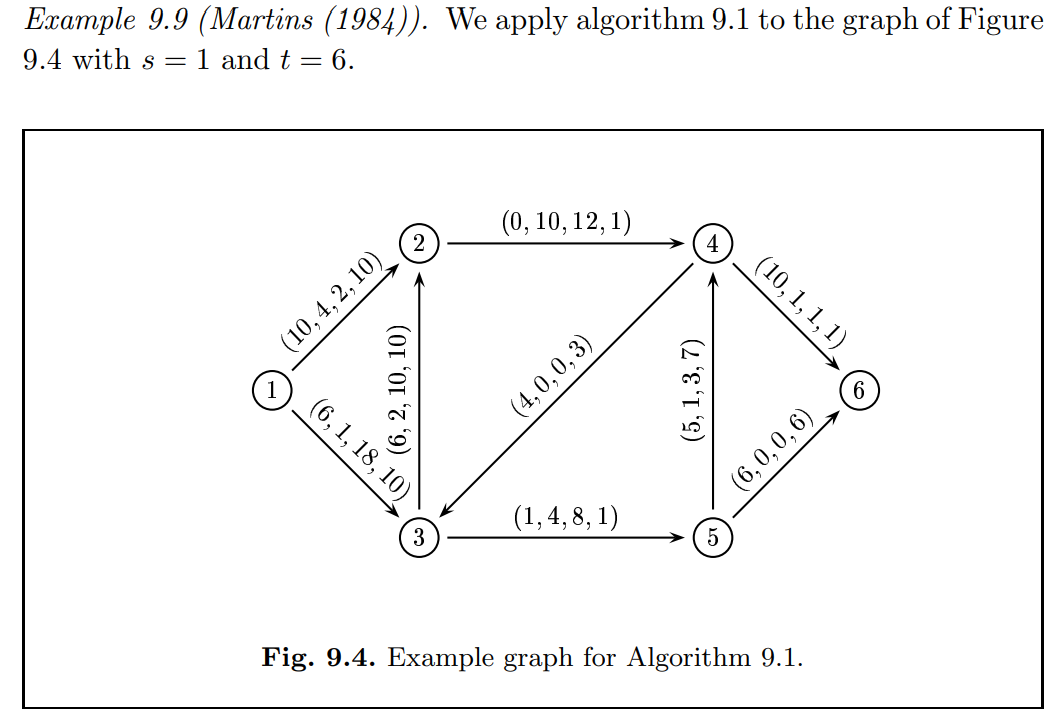 Example 9.9 (Martins (1984)). We apply algorithm 9.1 to the graph of Figure
9.4 with s = 1 and t = 6.
(0, 10, 12, 1)
2
4
(10, 4, 2, 10)
(10, 1, 1, 1)
(6, 2, 10, 10)
(4, 0, 0, 3)
(5, 1, 3, 7)
1
6
(6, 1, 18, 10)
(6, 0, 0, 6)
(1, 4, 8, 1)
3
5
Fig. 9.4. Example graph for Algorithm 9.1.